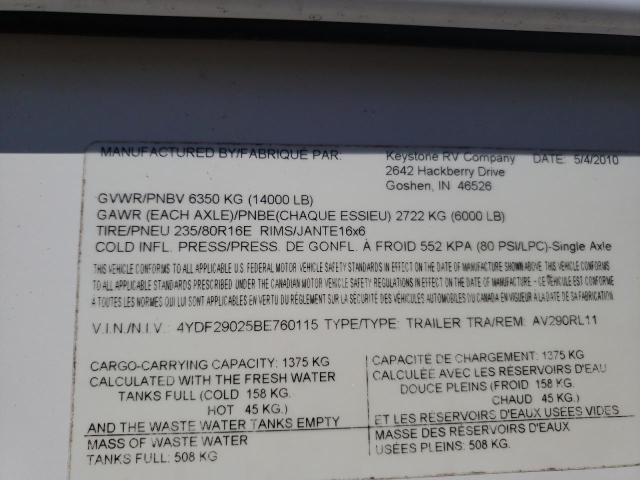 MANUFACTURED BY/FABRIQUÉ PAR: Keystone RV Company DATE: 5/4/2010
2642 Hackberry Drive
Goshen, IN 46526
GVWR/PNBV 6350 KG (14000 LB)
GAWR (EACH AXLE)/PNBE(CHAQUE ESSIEU) 2722 KG (6000 LB)
TIRE/PNEU 235/80R16E RIMS/JANTE16x6
COLD INFL. PRESS/PRESS. DE GONFL. À FROID 552 KPA (80 PSI/LPC)-Single Axle
THIS VEHICLE CONFORMS TO ALL APPLICABLE U.S. FEDERAL MOTOR VEHICLE SAFETY STANDARDS IN EFFECT ON THE DATE OF MANUFACTURE SHOWN ABOVE. THIS VEHICLE CONFORMS
TO ALL APPLICABLE STANDARDS PRESCRIBED UNDER THE CANADIAN MOTOR VEHICLE SAFETY REGULATIONS IN EFFECT ON THE DATE OF MANUFACTURE - CE VÉHICULE EST CONFORME
À TOUTES LES NORMES QUI LUI SONT APPLICABLES EN VERTU DU RÈGLEMENT SUR LA SÉCURITÉ DES VÉHICULES AUTOMOBILES DU CANADA EN VIGUEUR À LA DATE DE SA FABRICATION.
V.I.N./N.I.V.: 4YDF29025BE760115 TYPE/TYPE: TRAILER TRA/REM: AV290RL11
CARGO-CARRYING CAPACITY: 1375 KG
CALCULATED WITH THE FRESH WATER
TANKS FULL (COLD 158 KG.
HOT 45 KG.)
AND THE WASTE WATER TANKS EMPTY
MASS OF WASTE WATER
TANKS FULL: 508 KG
CAPACITÉ DE CHARGEMENT: 1375 KG
CALCULÉE AVEC LES RÉSERVOIRS D'EAU
DOUCE PLEINS (FROID 158 KG.
CHAUD 45 KG.)
ET LES RÉSERVOIRS D'EAUX USÉES VIDES
MASSE DES RÉSERVOIRS D'EAUX
USÉES PLEINS: 508 KG.